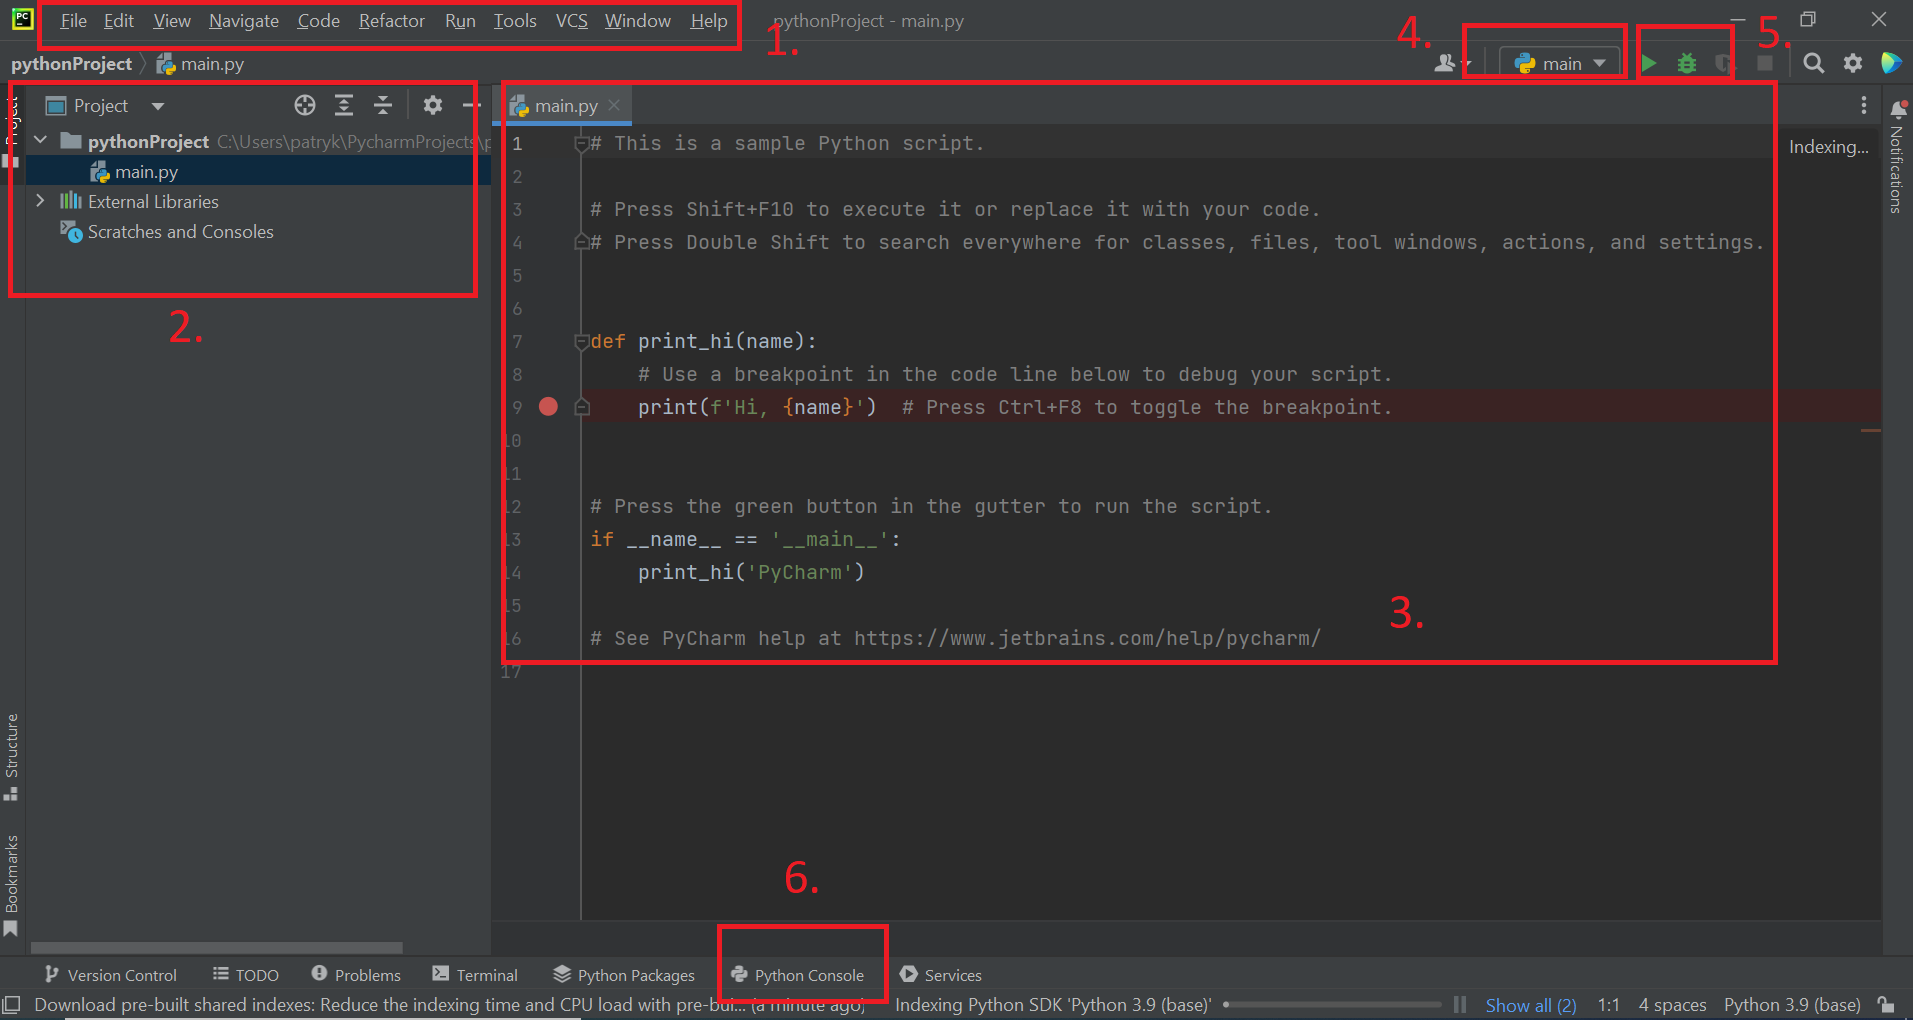 PC
File Edit View Navigate Code Refactor Run Tools VCS Window Help pythonProject - main.py
1.
4.
5.
pythonProject main.py
main
Project
Project
main.py
pythonProject C:\Users\patryk\PycharmProjects\p
main.py
External Libraries
Scratches and Consoles
2.
1 # This is a sample Python script.
2
3 # Press Shift+F10 to execute it or replace it with your code.
4 # Press Double Shift to search everywhere for classes, files, tool windows, actions, and settings.
5
6
7 def print_hi(name):
8 # Use a breakpoint in the code line below to debug your script.
9 print(f'Hi, {name}') # Press Ctrl+F8 to toggle the breakpoint.
10
11
12 # Press the green button in the gutter to run the script.
13 if __name__ == '__main__':
14 print_hi('PyCharm')
15
16 # See PyCharm help at https://www.jetbrains.com/help/pycharm/
17
3.
Indexing...
Notifications
Structure
Bookmarks
6.
Version Control TODO Problems Terminal Python Packages Python Console Services
Download pre-built shared indexes: Reduce the indexing time and CPU load with pre-bui... (a minute ago) Indexing Python SDK 'Python 3.9 (base)' Show all (2) 1:1 4 spaces Python 3.9 (base)